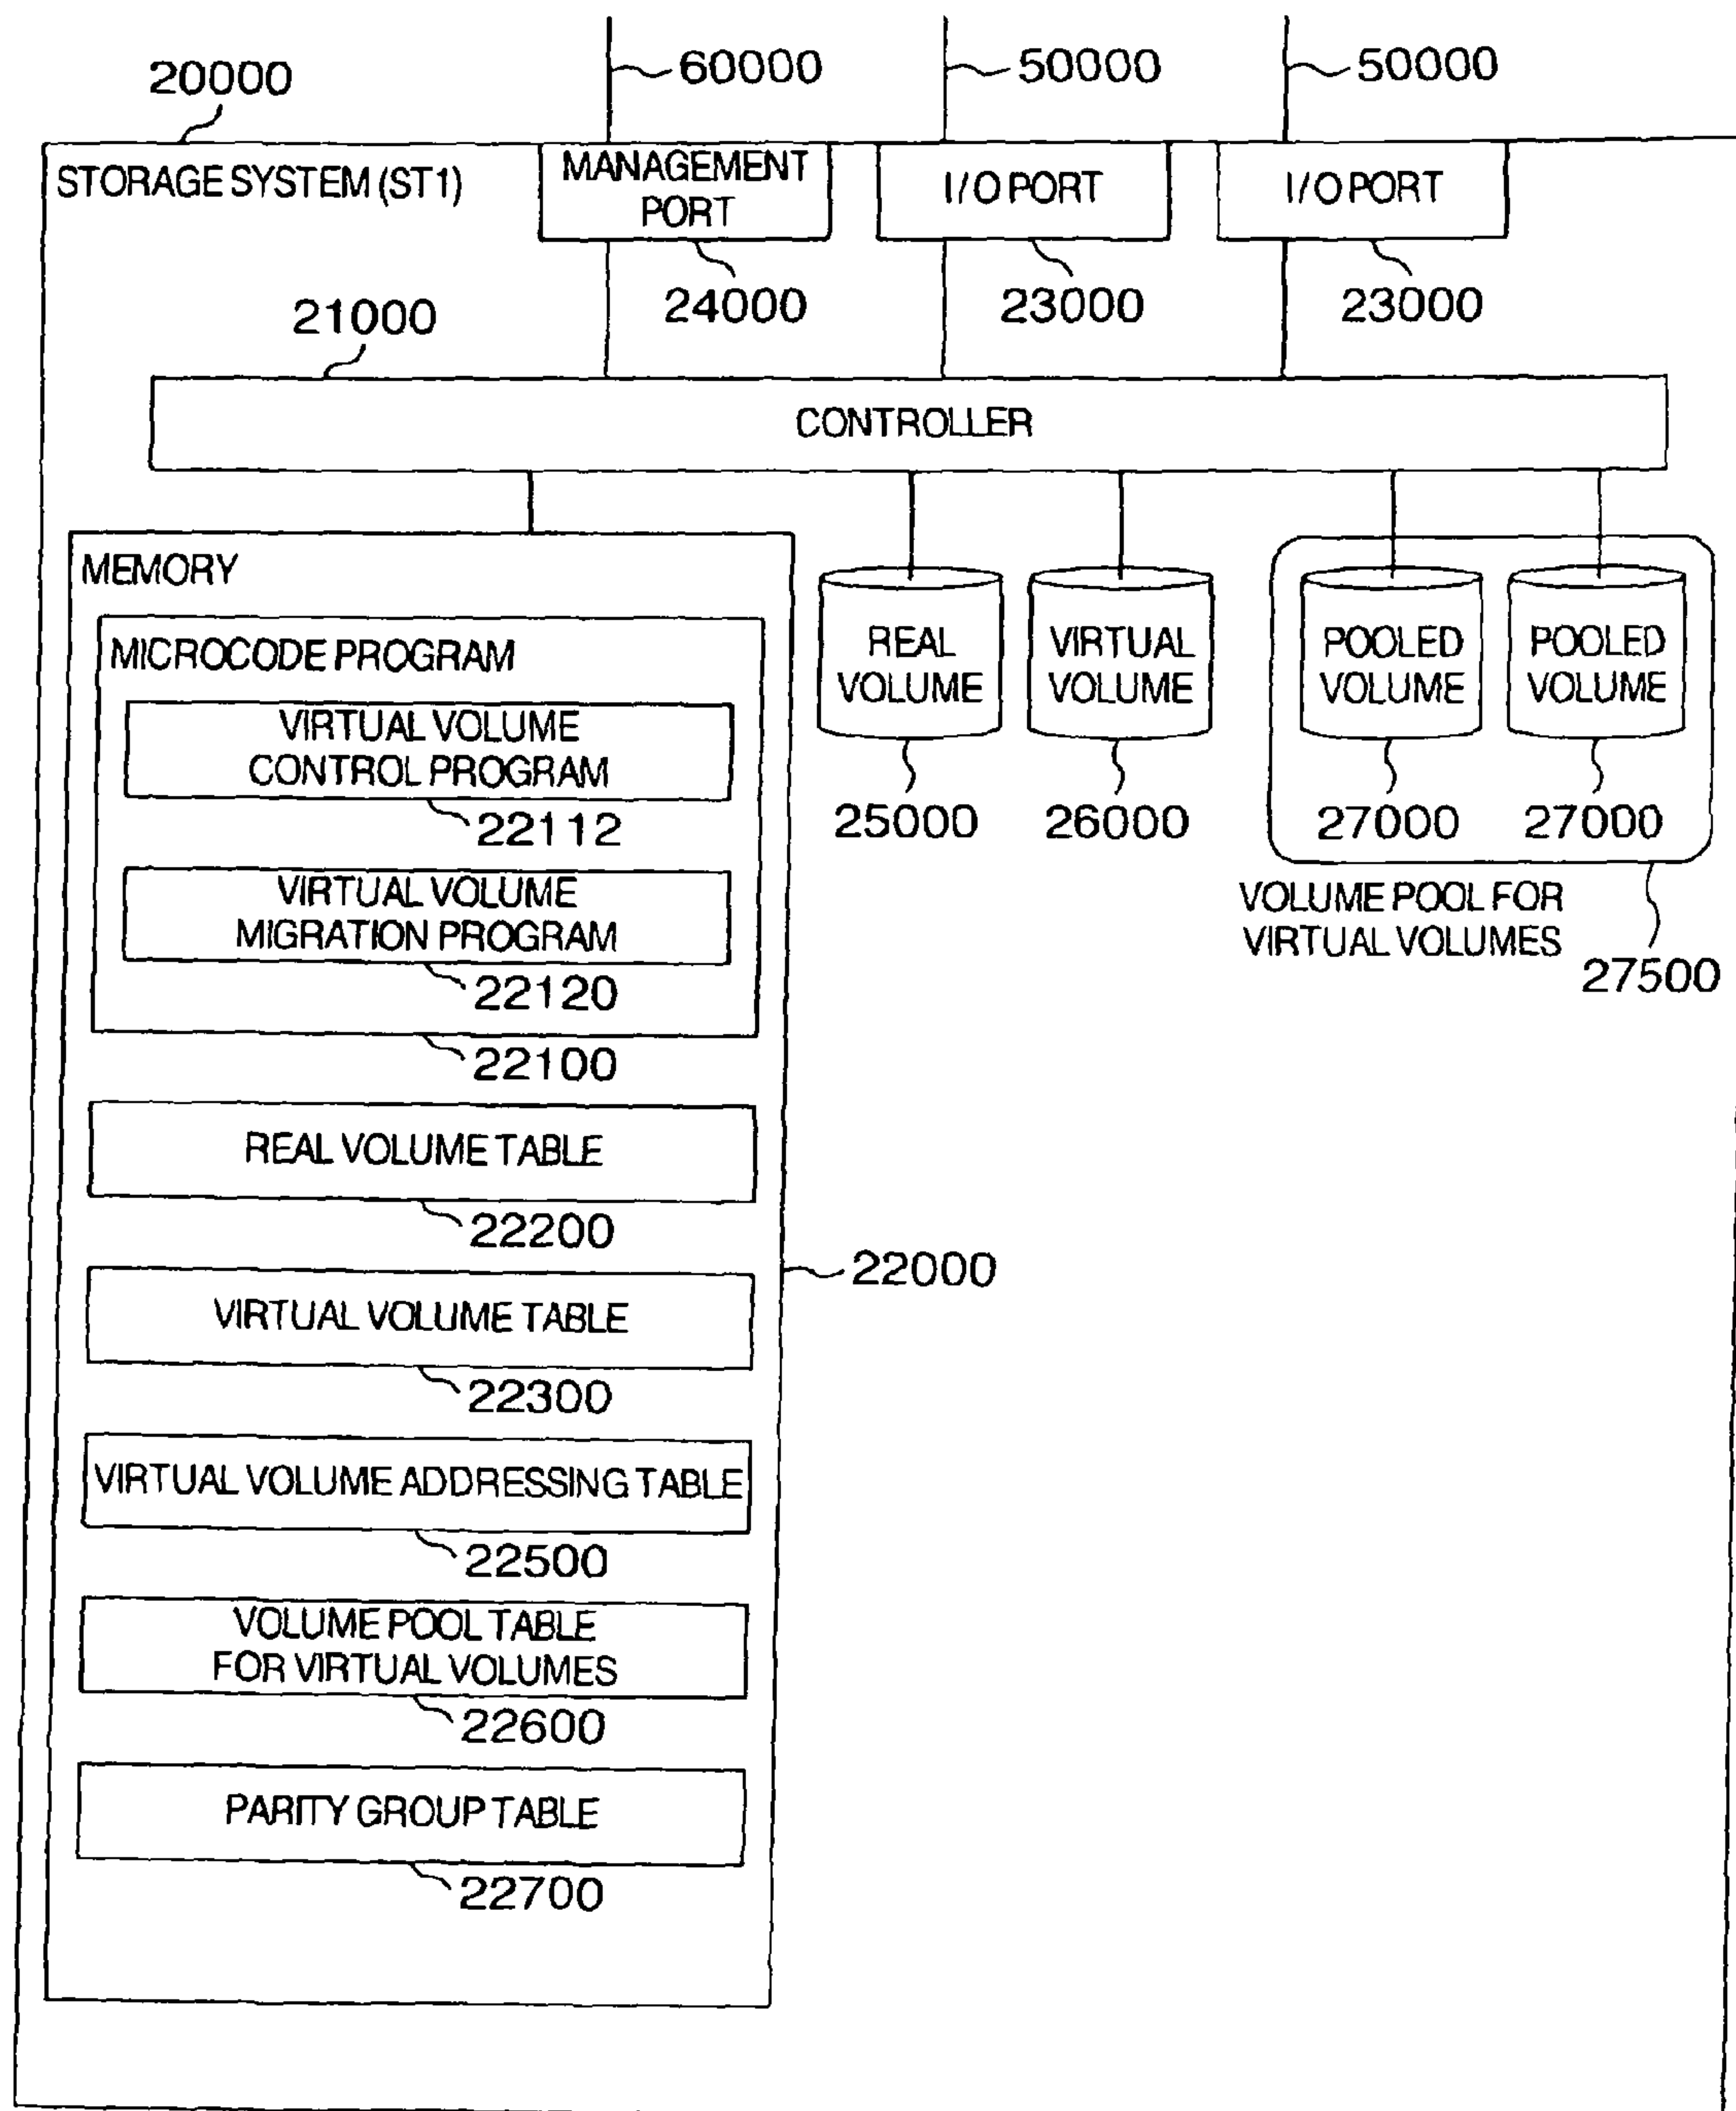 60000
50000
50000
20000
STORAGE SYSTEM (ST1)
MANAGEMENT
PORT
I/O PORT
I/O PORT
24000
23000
23000
21000
CONTROLLER
MEMORY
MICROCODE PROGRAM
VIRTUAL VOLUME
CONTROL PROGRAM
22112
VIRTUAL VOLUME
MIGRATION PROGRAM
22120
22100
REAL VOLUME TABLE
22200
VIRTUAL VOLUME TABLE
22300
VIRTUAL VOLUME ADDRESSING TABLE
22500
VOLUME POOL TABLE
FOR VIRTUAL VOLUMES
22600
PARITY GROUP TABLE
22700
22000
REAL
VOLUME
25000
VIRTUAL
VOLUME
26000
POOLED
VOLUME
27000
POOLED
VOLUME
27000
VOLUME POOL FOR
VIRTUAL VOLUMES
27500